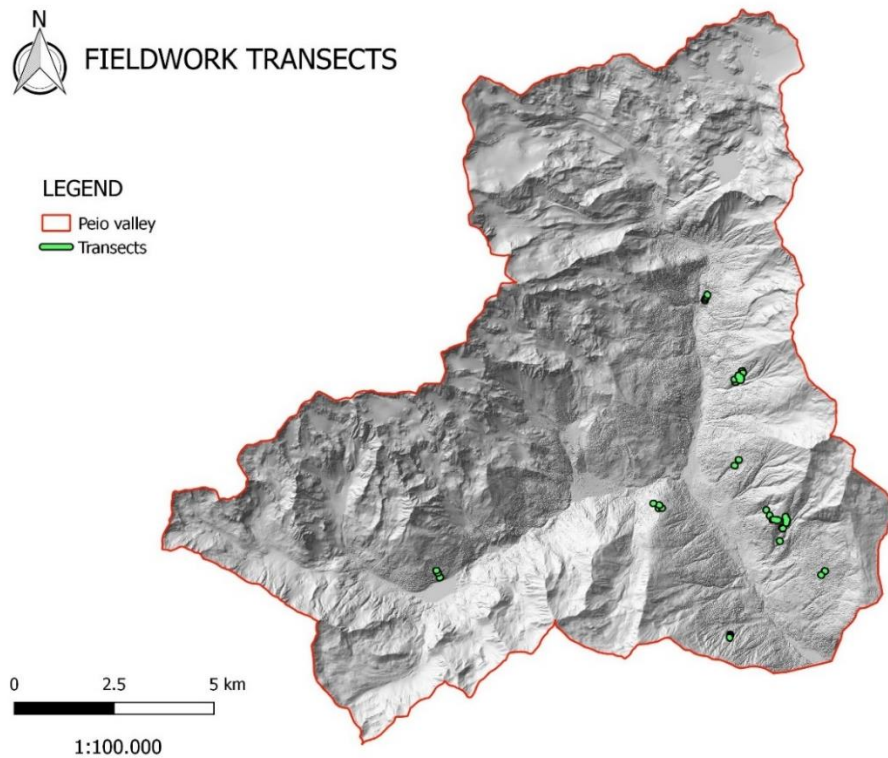 N
FIELDWORK TRANSECTS
LEGEND
Peio valley
Transects
0 2.5 5 km
1:100.000